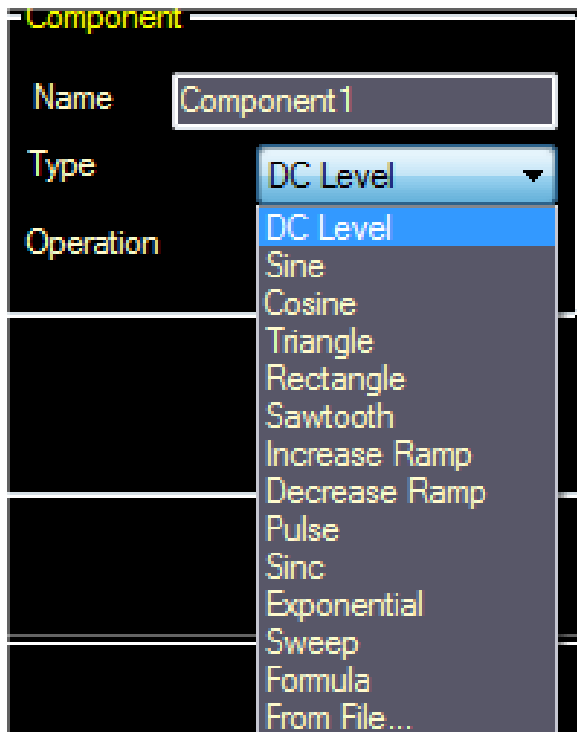 Component
Name Component1
Type DC Level
Operation
DC Level
Sine
Cosine
Triangle
Rectangle
Sawtooth
Increase Ramp
Decrease Ramp
Pulse
Sinc
Exponential
Sweep
Formula
From File...